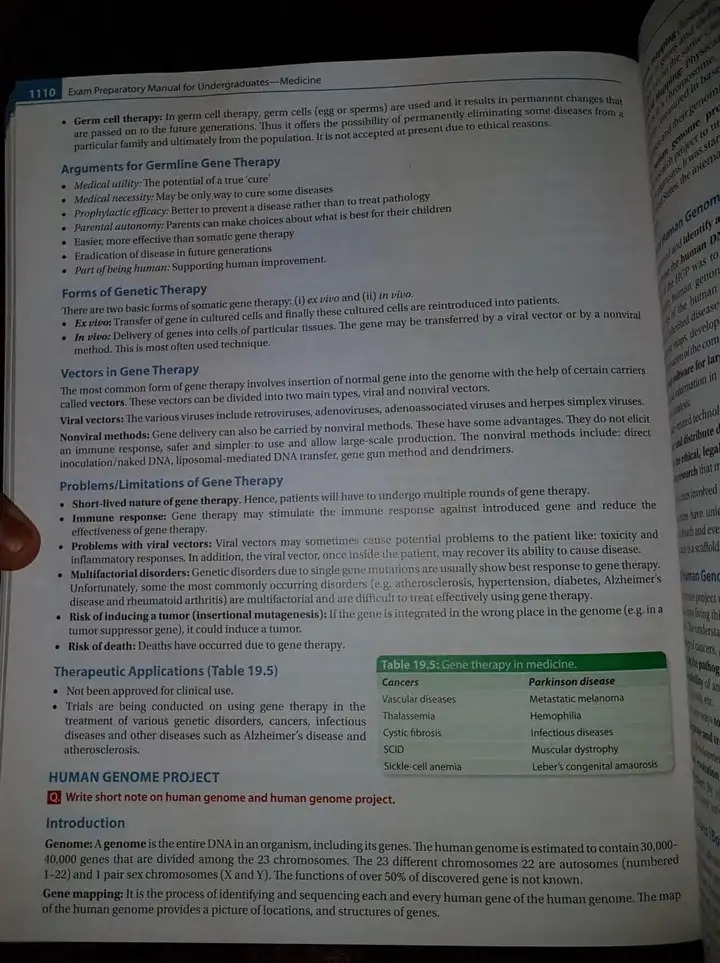 1110 Exam Preparatory Manual for Undergraduates—Medicine
• Germ cell therapy: In germ cell therapy, germ cells (egg or sperms) are used and it results in permanent changes that
are passed on to the future generations. Thus it offers the possibility of permanently eliminating some diseases from a
particular family and ultimately from the population. It is not accepted at present due to ethical reasons.
Arguments for Germline Gene Therapy
• Medical utility: The potential of a true 'cure'
• Medical necessity: May be only way to cure some diseases
• Prophylactic efficacy: Better to prevent a disease rather than to treat pathology
• Parental autonomy: Parents can make choices about what is best for their children
• Easier, more effective than somatic gene therapy
• Eradication of disease in future generations
• Part of being human: Supporting human improvement.
Forms of Genetic Therapy
There are two basic forms of somatic gene therapy: (i) ex vivo and (ii) in vivo.
• Ex vivo: Transfer of gene in cultured cells and finally these cultured cells are reintroduced into patients.
• In vivo: Delivery of genes into cells of particular tissues. The gene may be transferred by a viral vector or by a nonviral
method. This is most often used technique.
Vectors in Gene Therapy
The most common form of gene therapy involves insertion of normal gene into the genome with the help of certain carriers
called vectors. These vectors can be divided into two main types, viral and nonviral vectors.
Viral vectors: The various viruses include retroviruses, adenoviruses, adenoassociated viruses and herpes simplex viruses.
Nonviral methods: Gene delivery can also be carried by nonviral methods. These have some advantages. They do not elicit
an immune response, safer and simpler to use and allow large-scale production. The nonviral methods include: direct
inoculation/naked DNA, liposomal-mediated DNA transfer, gene gun method and dendrimers.
Problems/Limitations of Gene Therapy
• Short-lived nature of gene therapy. Hence, patients will have to undergo multiple rounds of gene therapy.
• Immune response: Gene therapy may stimulate the immune response against introduced gene and reduce the
effectiveness of gene therapy.
• Problems with viral vectors: Viral vectors may sometimes cause potential problems to the patient like: toxicity and
inflammatory responses. In addition, the viral vector, once inside the patient, may recover its ability to cause disease.
• Multifactorial disorders: Genetic disorders due to single gene mutations are usually show best response to gene therapy.
Unfortunately, some the most commonly occurring disorders (e.g. atherosclerosis, hypertension, diabetes, Alzheimer's
disease and rheumatoid arthritis) are multifactorial and are difficult to treat effectively using gene therapy.
• Risk of inducing a tumor (insertional mutagenesis): If the gene is integrated in the wrong place in the genome (e.g. in a
tumor suppressor gene), it could induce a tumor.
• Risk of death: Deaths have occurred due to gene therapy.
Therapeutic Applications (Table 19.5)
• Not been approved for clinical use.
• Trials are being conducted on using gene therapy in the
treatment of various genetic disorders, cancers, infectious
diseases and other diseases such as Alzheimer's disease and
atherosclerosis.
Table 19.5: Gene therapy in medicine.
Cancers Parkinson disease
Vascular diseases Metastatic melanoma
Thalassemia Hemophilia
Cystic fibrosis Infectious diseases
SCID Muscular dystrophy
Sickle-cell anemia Leber's congenital amaurosis
HUMAN GENOME PROJECT
Q. Write short note on human genome and human genome project.
Introduction
Genome: A genome is the entire DNA in an organism, including its genes. The human genome is estimated to contain 30,000–
40,000 genes that are divided among the 23 chromosomes. The 23 different chromosomes 22 are autosomes (numbered
1–22) and 1 pair sex chromosomes (X and Y). The functions of over 50% of discovered gene is not known.
Gene mapping: It is the process of identifying and sequencing each and every human gene of the human genome. The map
of the human genome provides a picture of locations, and structures of genes.